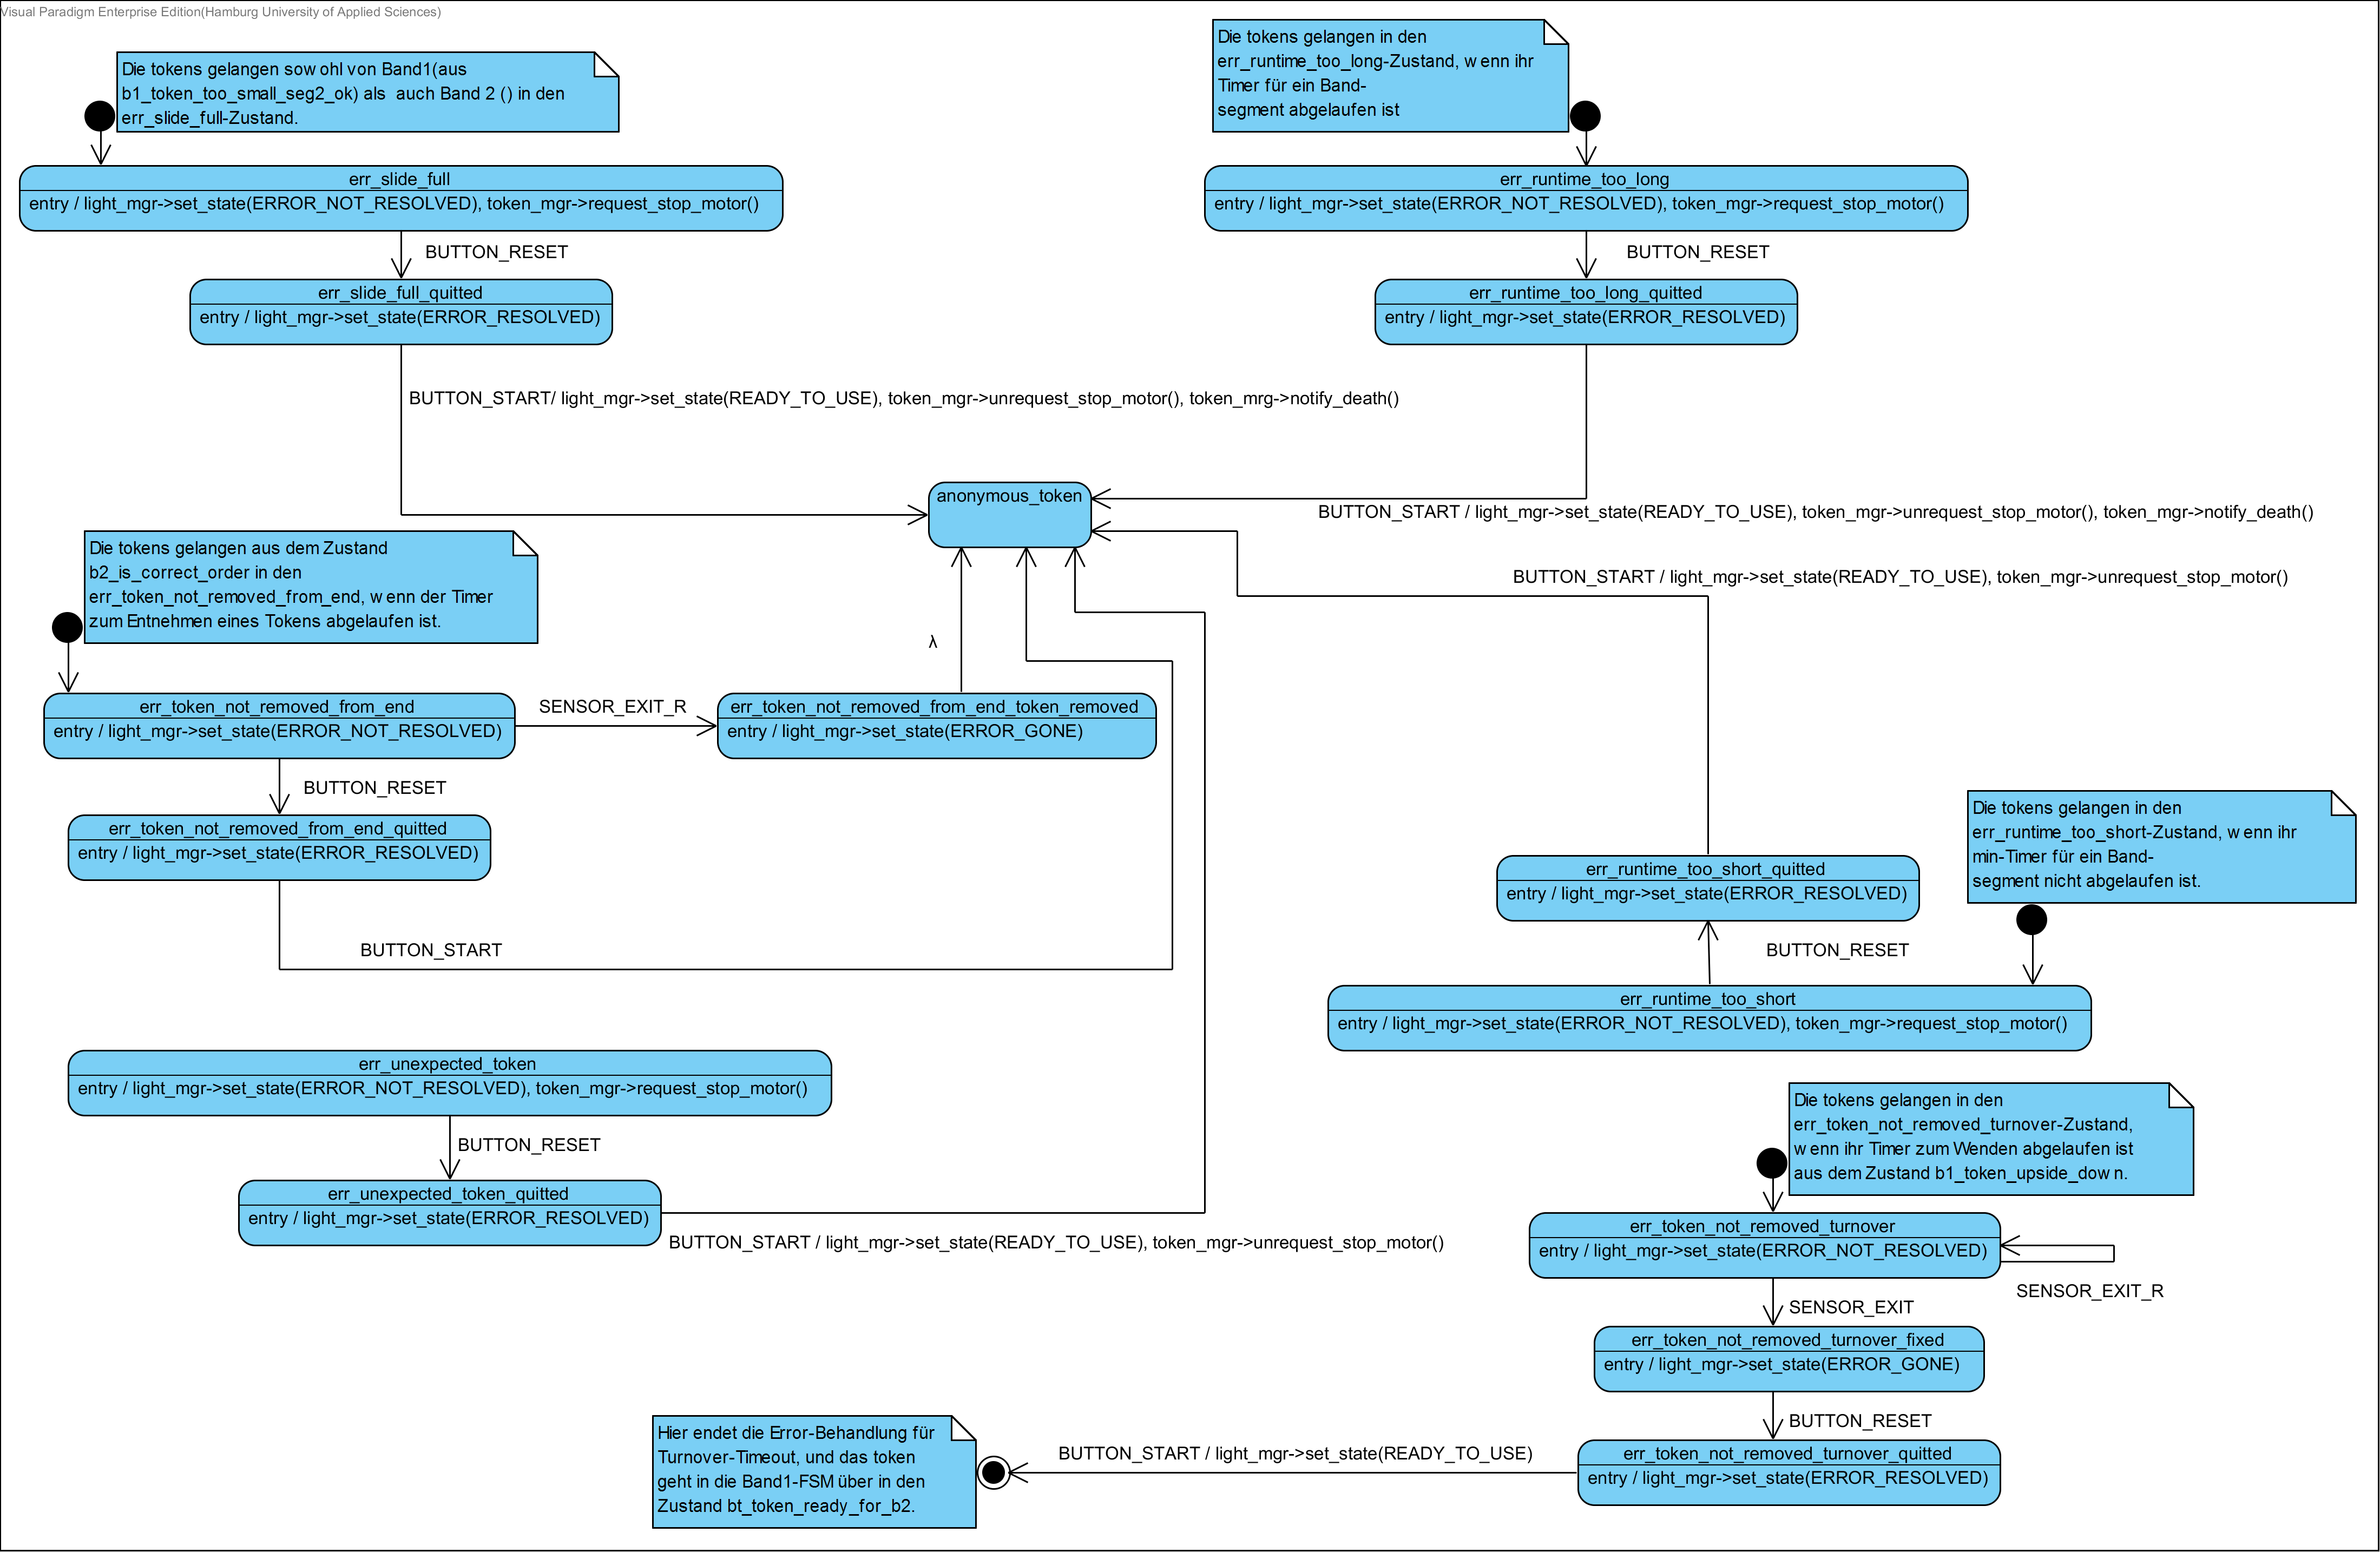 Visual Paradigm Enterprise Edition(Hamburg University of Applied Sciences)
Die tokens gelangen sowohl von Band1(aus
b1_token_too_small_seg2_ok) als auch Band 2 () in den
err_slide_full-Zustand.
Die tokens gelangen in den
err_runtime_too_long-Zustand, wenn ihr
Timer für ein Band-
segment abgelaufen ist
err_slide_full
entry / light_mgr->set_state(ERROR_NOT_RESOLVED), token_mgr->request_stop_motor()
err_runtime_too_long
entry / light_mgr->set_state(ERROR_NOT_RESOLVED), token_mgr->request_stop_motor()
BUTTON_RESET
BUTTON_RESET
err_slide_full_quitted
entry / light_mgr->set_state(ERROR_RESOLVED)
err_runtime_too_long_quitted
entry / light_mgr->set_state(ERROR_RESOLVED)
BUTTON_START/ light_mgr->set_state(READY_TO_USE), token_mgr->unrequest_stop_motor(), token_mrg->notify_death()
anonymous_token
BUTTON_START / light_mgr->set_state(READY_TO_USE), token_mgr->unrequest_stop_motor(), token_mgr->notify_death()
Die tokens gelangen aus dem Zustand
b2_is_correct_order in den
err_token_not_removed_from_end, wenn der Timer
zum Entnehmen eines Tokens abgelaufen ist.
BUTTON_START / light_mgr->set_state(READY_TO_USE), token_mgr->unrequest_stop_motor()
λ
err_token_not_removed_from_end
entry / light_mgr->set_state(ERROR_NOT_RESOLVED)
SENSOR_EXIT_R
err_token_not_removed_from_end_token_removed
entry / light_mgr->set_state(ERROR_GONE)
BUTTON_RESET
err_token_not_removed_from_end_quitted
entry / light_mgr->set_state(ERROR_RESOLVED)
Die tokens gelangen in den
err_runtime_too_short-Zustand, wenn ihr
min-Timer für ein Band-
segment nicht abgelaufen ist.
err_runtime_too_short_quitted
entry / light_mgr->set_state(ERROR_RESOLVED)
BUTTON_START
BUTTON_RESET
err_runtime_too_short
entry / light_mgr->set_state(ERROR_NOT_RESOLVED), token_mgr->request_stop_motor()
err_unexpected_token
entry / light_mgr->set_state(ERROR_NOT_RESOLVED), token_mgr->request_stop_motor()
Die tokens gelangen in den
err_token_not_removed_turnover-Zustand,
wenn ihr Timer zum Wenden abgelaufen ist
aus dem Zustand b1_token_upside_down.
BUTTON_RESET
err_unexpected_token_quitted
entry / light_mgr->set_state(ERROR_RESOLVED)
BUTTON_START / light_mgr->set_state(READY_TO_USE), token_mgr->unrequest_stop_motor()
err_token_not_removed_turnover
entry / light_mgr->set_state(ERROR_NOT_RESOLVED)
SENSOR_EXIT_R
SENSOR_EXIT
err_token_not_removed_turnover_fixed
entry / light_mgr->set_state(ERROR_GONE)
BUTTON_RESET
Hier endet die Error-Behandlung für
Turnover-Timeout, und das token
geht in die Band1-FSM über in den
Zustand bt_token_ready_for_b2.
BUTTON_START / light_mgr->set_state(READY_TO_USE)
err_token_not_removed_turnover_quitted
entry / light_mgr->set_state(ERROR_RESOLVED)